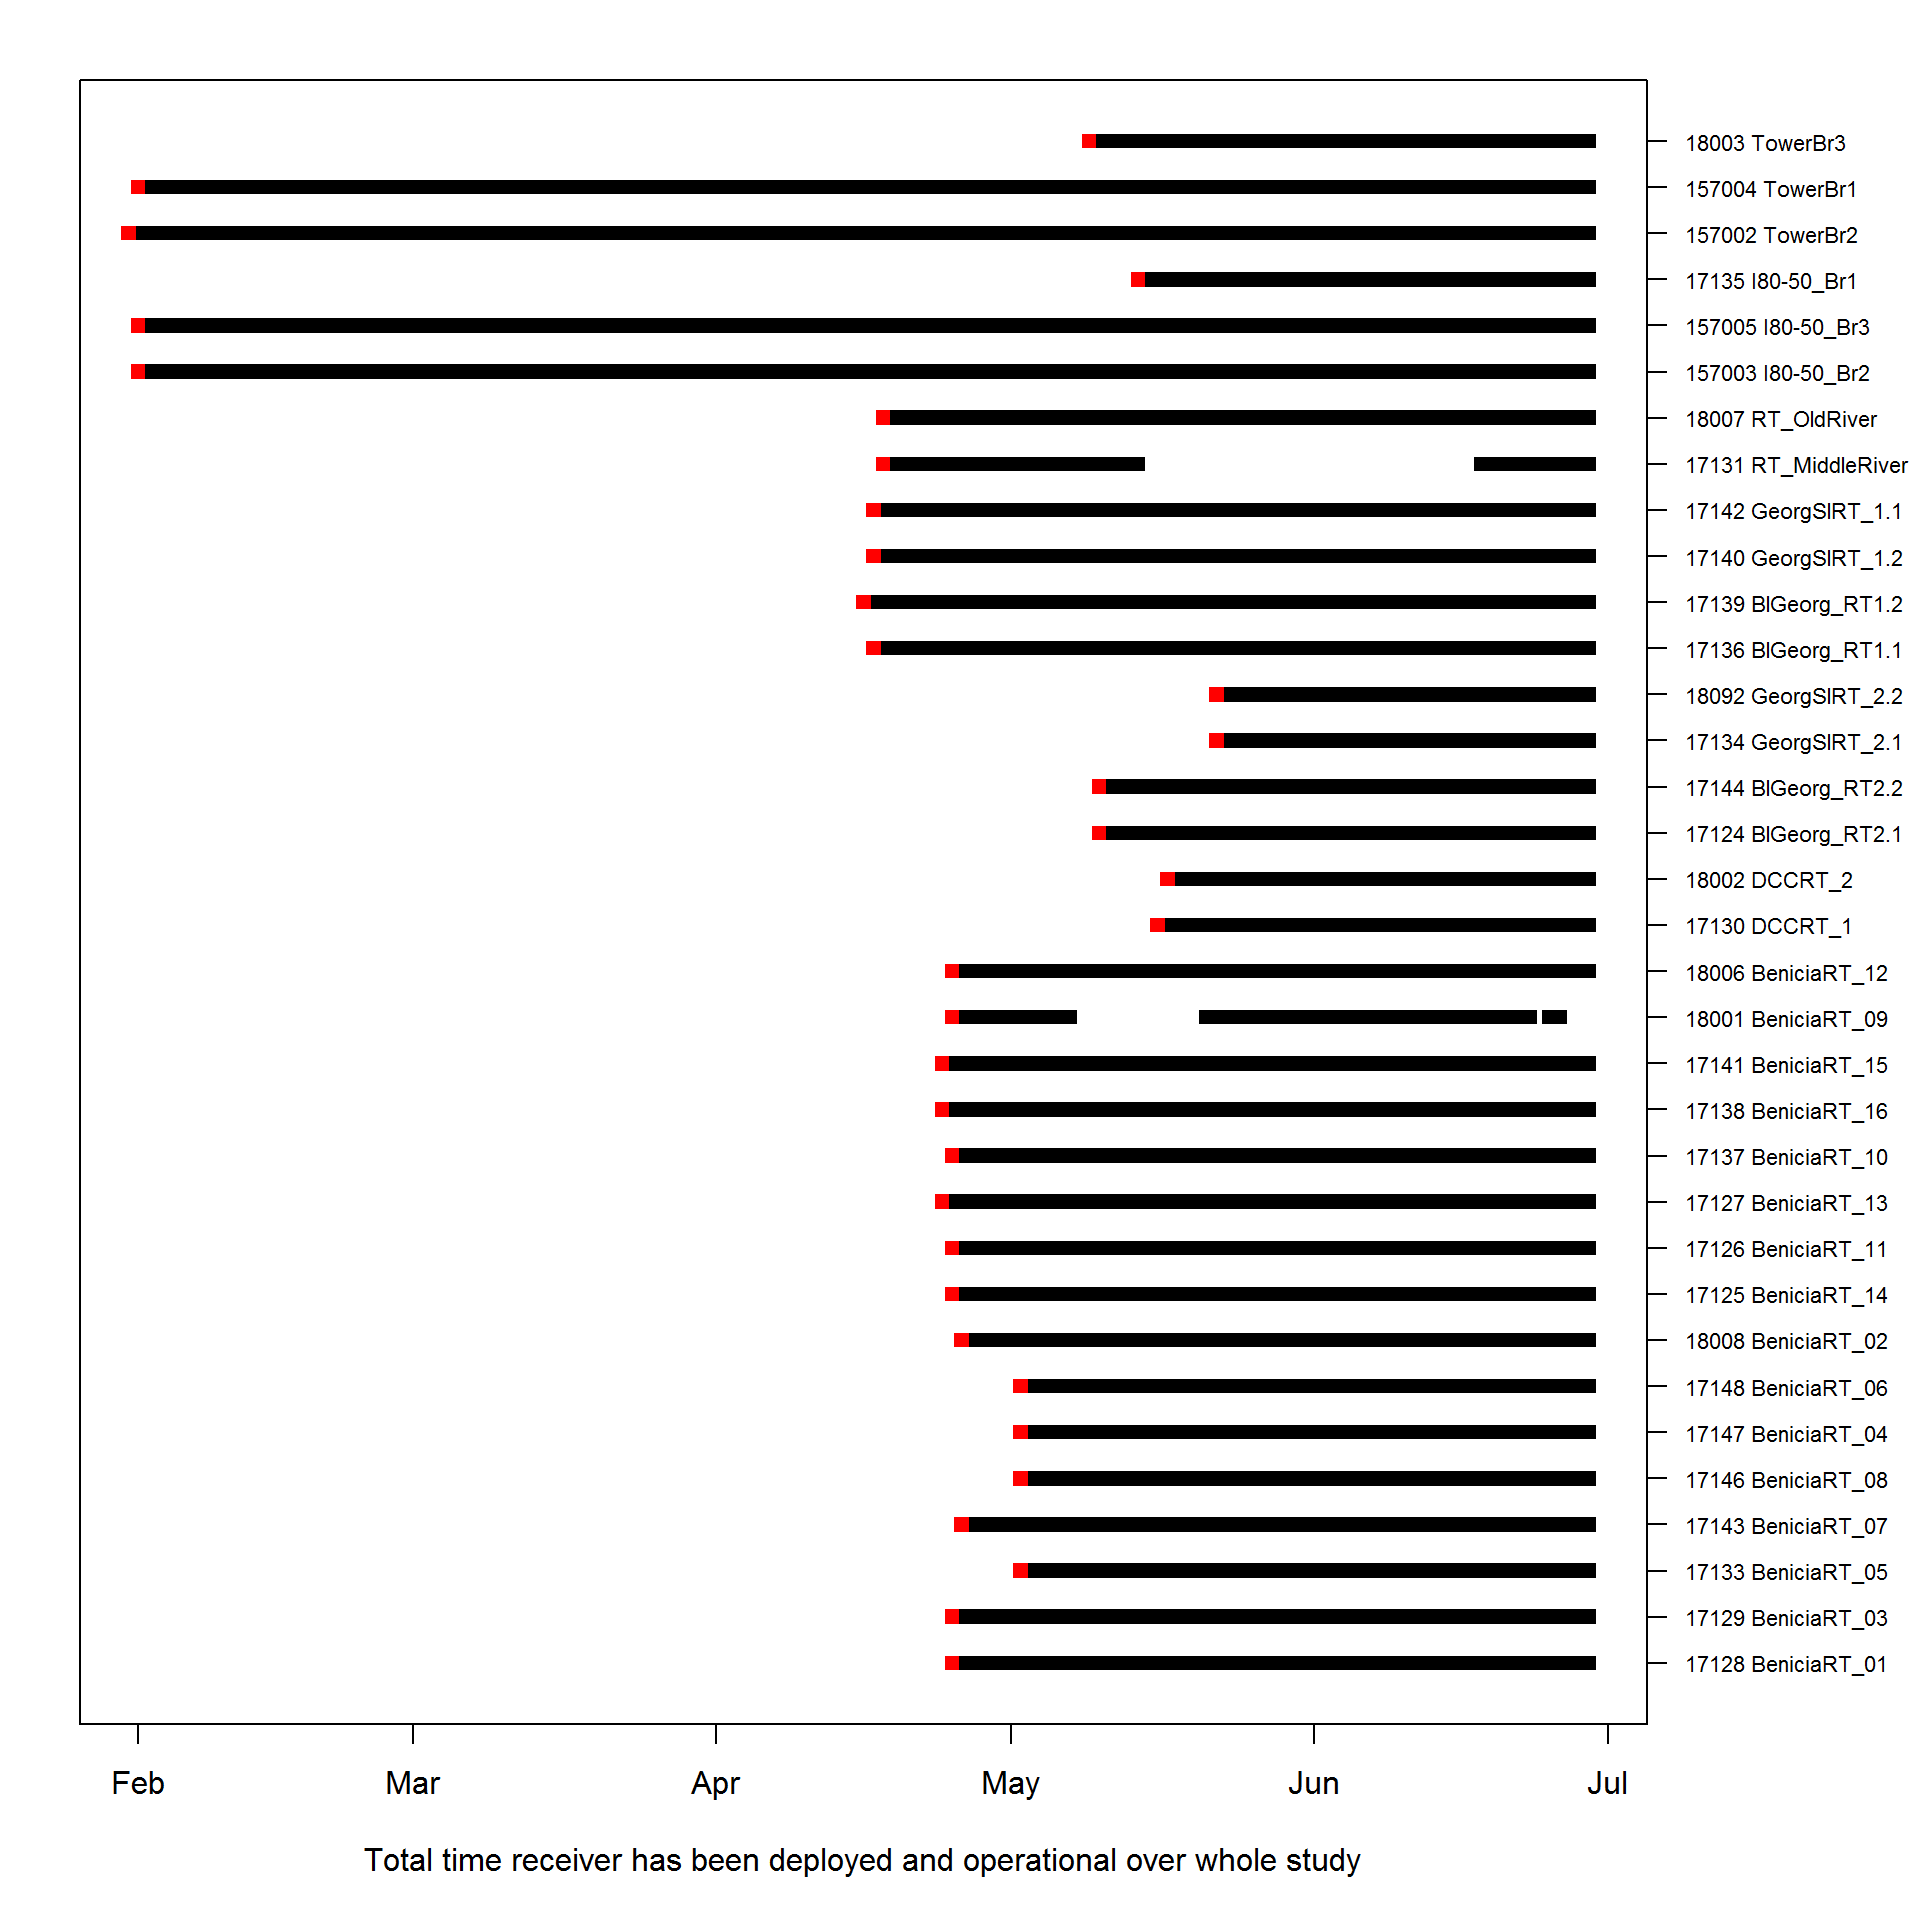 18003 TowerBr3
157004 TowerBr1
157002 TowerBr2
17135 I80-50_Br1
157005 I80-50_Br3
157003 I80-50_Br2
18007 RT_OldRiver
17131 RT_MiddleRiver
17142 GeorgSlRT_1.1
17140 GeorgSlRT_1.2
17139 BlGeorg_RT1.2
17136 BlGeorg_RT1.1
18092 GeorgSlRT_2.2
17134 GeorgSlRT_2.1
17144 BlGeorg_RT2.2
17124 BlGeorg_RT2.1
18002 DCCRT_2
17130 DCCRT_1
18006 BeniciaRT_12
18001 BeniciaRT_09
17141 BeniciaRT_15
17138 BeniciaRT_16
17137 BeniciaRT_10
17127 BeniciaRT_13
17126 BeniciaRT_11
17125 BeniciaRT_14
18008 BeniciaRT_02
17148 BeniciaRT_06
17147 BeniciaRT_04
17146 BeniciaRT_08
17143 BeniciaRT_07
17133 BeniciaRT_05
17129 BeniciaRT_03
17128 BeniciaRT_01
Feb Mar Apr May Jun Jul
Total time receiver has been deployed and operational over whole study